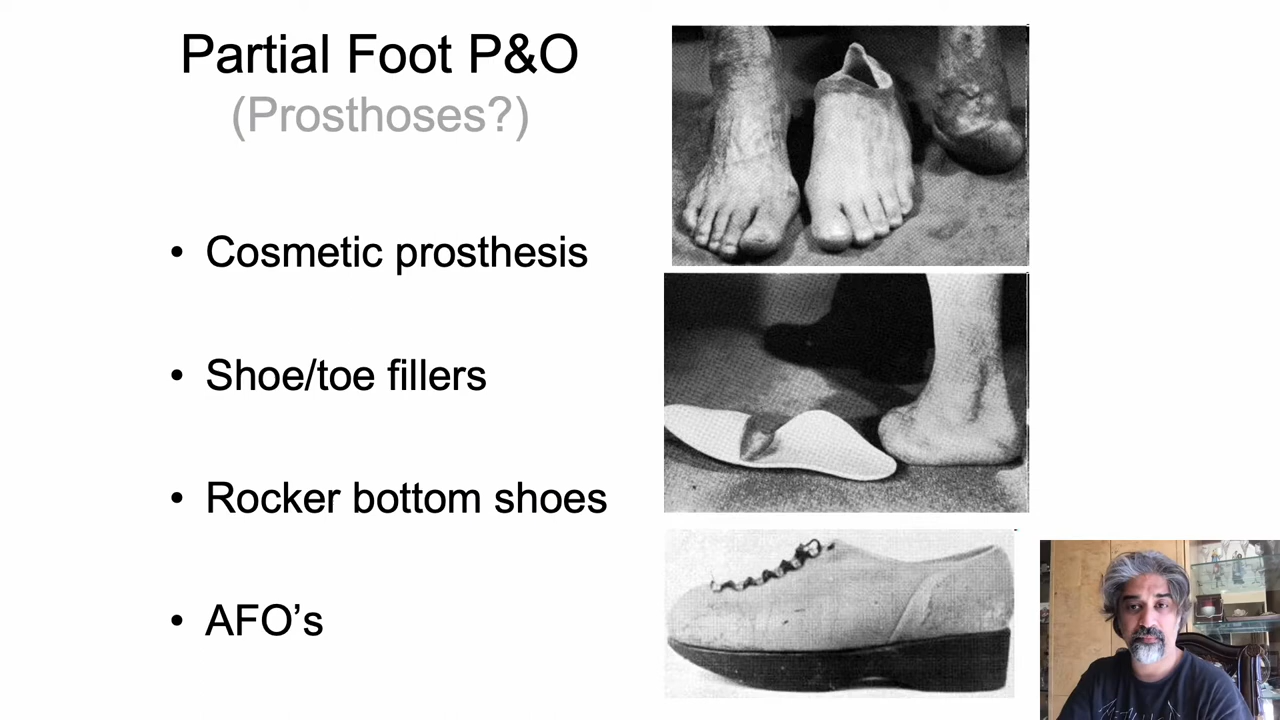 Partial Foot P&O
(Prosthoses?)
• Cosmetic prosthesis
• Shoe/toe fillers
• Rocker bottom shoes
• AFO’s